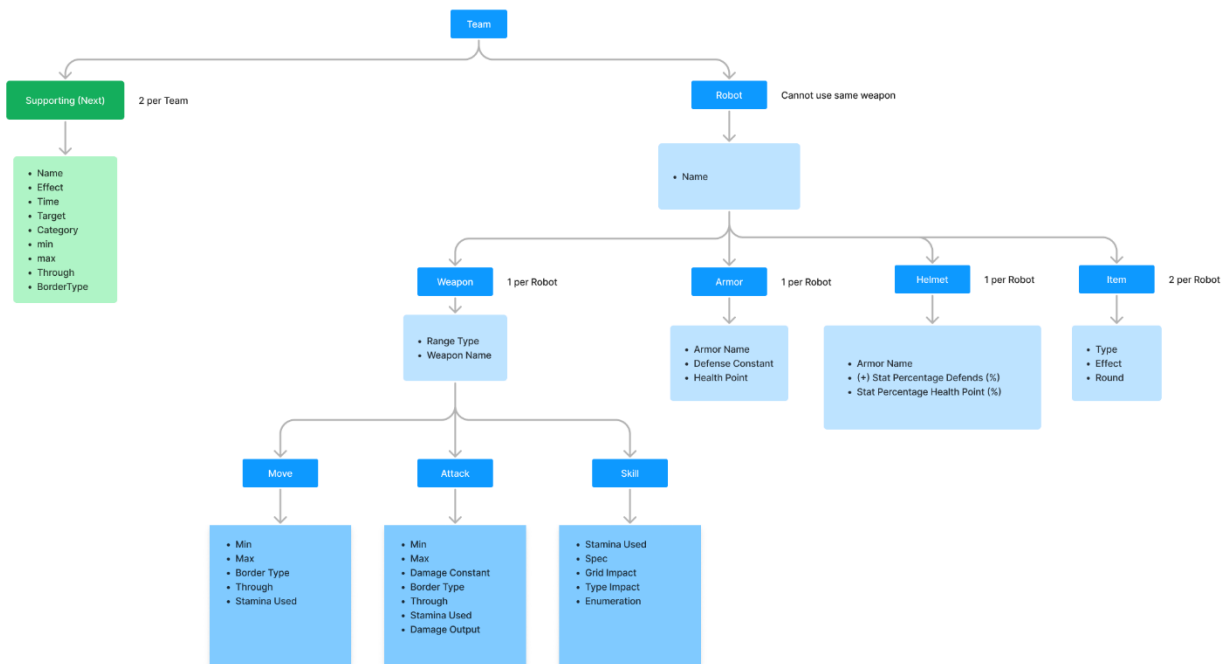 Team
Supporting (Next)
2 per Team
Robot
Cannot use same weapon
• Name
• Effect
• Time
• Target
• Category
• min
• max
• Through
• BorderType
• Name
Weapon
1 per Robot
Armor
1 per Robot
Helmet
1 per Robot
Item
2 per Robot
• Range Type
• Weapon Name
• Armor Name
• Defense Constant
• Health Point
• Armor Name
• (+) Stat Percentage Defends (%)
• Stat Percentage Health Point (%)
• Type
• Effect
• Round
Move
Attack
Skill
• Min
• Max
• Border Type
• Through
• Stamina Used
• Min
• Max
• Damage Constant
• Border Type
• Through
• Stamina Used
• Damage Output
• Stamina Used
• Spec
• Grid Impact
• Type Impact
• Enumeration